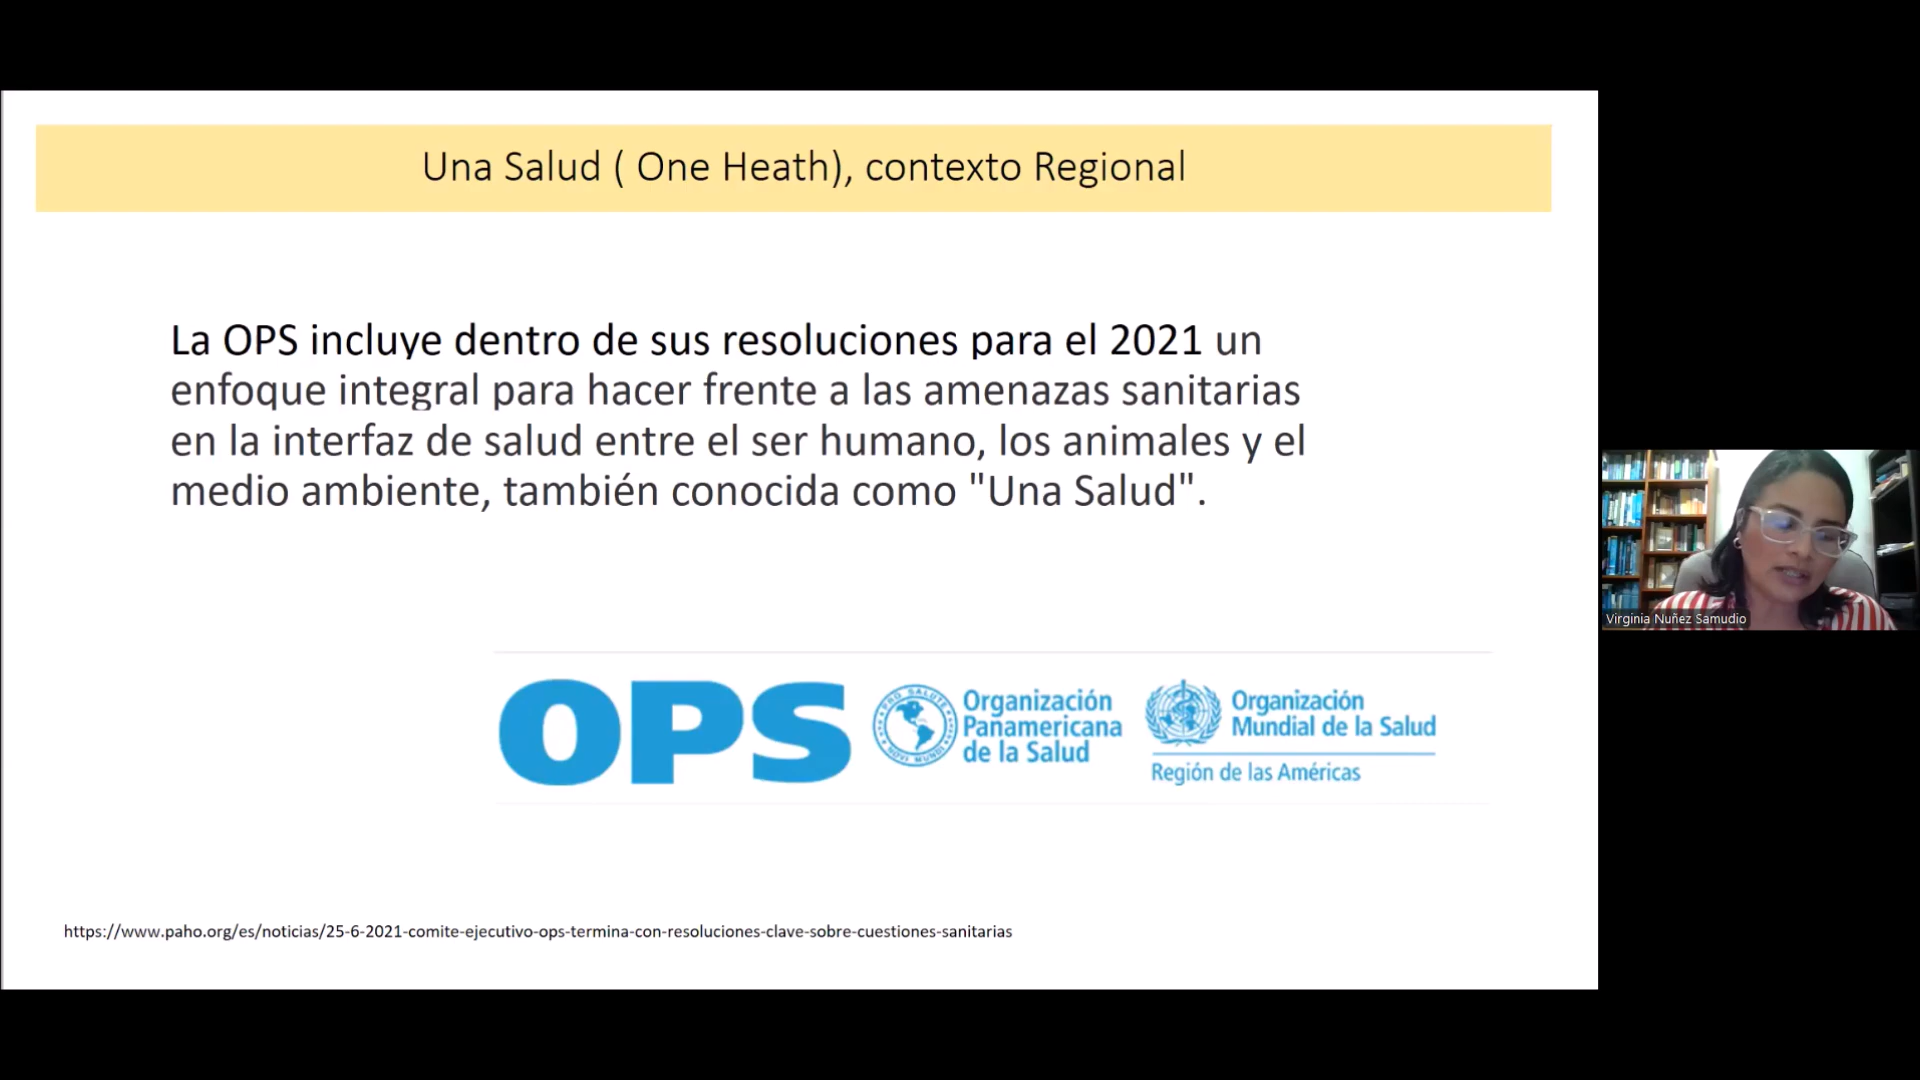 Una Salud ( One Heath), contexto Regional
La OPS incluye dentro de sus resoluciones para el 2021 un
enfoque integral para hacer frente a las amenazas sanitarias
en la interfaz de salud entre el ser humano, los animales y el
medio ambiente, también conocida como "Una Salud".
OPS
PRO SALUTE
NOVI MUNDI
Organización
Panamericana
de la Salud
Organización
Mundial de la Salud
Región de las Américas
https://www.paho.org/es/noticias/25-6-2021-comite-ejecutivo-ops-termina-con-resoluciones-clave-sobre-cuestiones-sanitarias
Virginia Nuñez Samudio